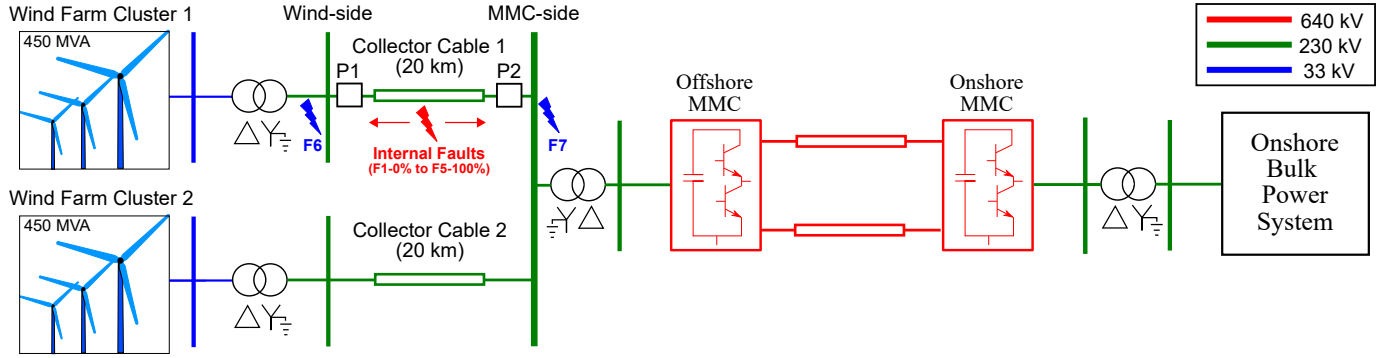 Wind Farm Cluster 1
450 MVA
Wind-side
MMC-side
Collector Cable 1
(20 km)
P1
P2
F6
F7
Internal Faults
(F1-0% to F5-100%)
Wind Farm Cluster 2
450 MVA
Collector Cable 2
(20 km)
Offshore
MMC
Onshore
MMC
640 kV
230 kV
33 kV
Onshore
Bulk
Power
System